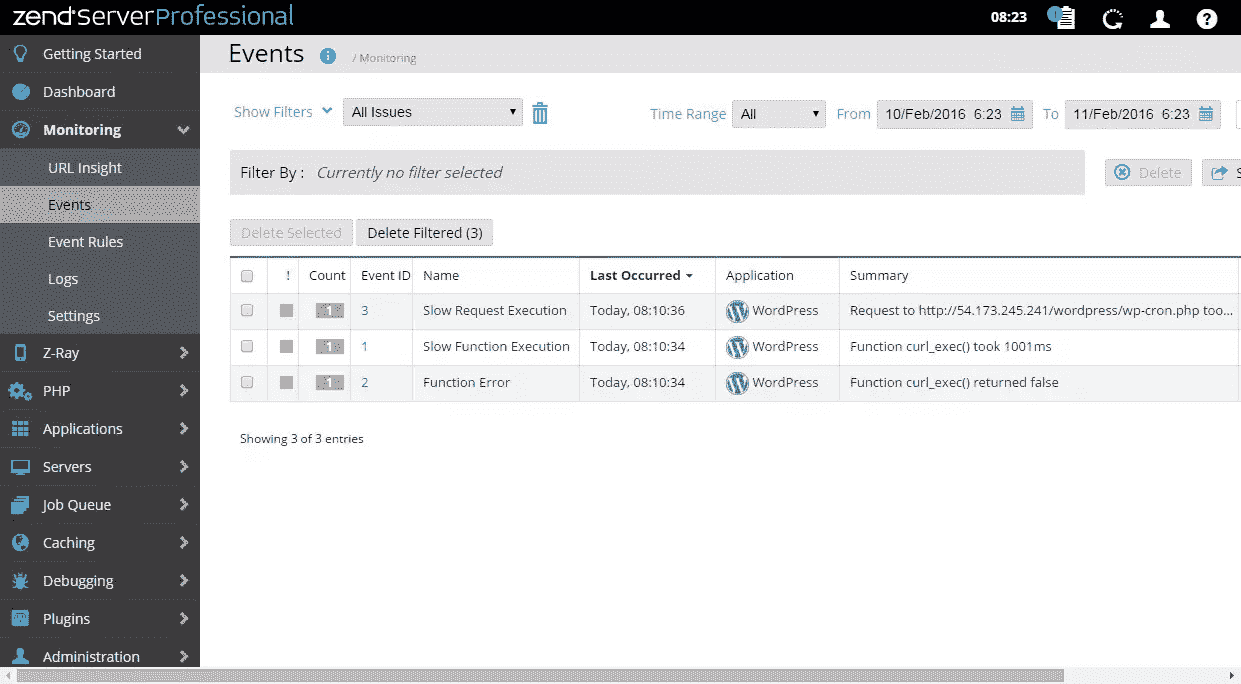 zend Server Professional 08:23
Getting Started
Dashboard
Monitoring
URL Insight
Events
Event Rules
Logs
Settings
Z-Ray
PHP
Applications
Servers
Job Queue
Caching
Debugging
Plugins
Administration
Events / Monitoring
Show Filters All Issues Time Range All From 10/Feb/2016 6:23 To 11/Feb/2016 6:23
Filter By : Currently no filter selected Delete
Delete Selected Delete Filtered (3)
! Count Event ID Name Last Occurred Application Summary
1 3 Slow Request Execution Today, 08:10:36 WordPress Request to http://54.173.245.241/wordpress/wp-cron.php too...
1 1 Slow Function Execution Today, 08:10:34 WordPress Function curl_exec() took 1001ms
1 2 Function Error Today, 08:10:34 WordPress Function curl_exec() returned false
Showing 3 of 3 entries